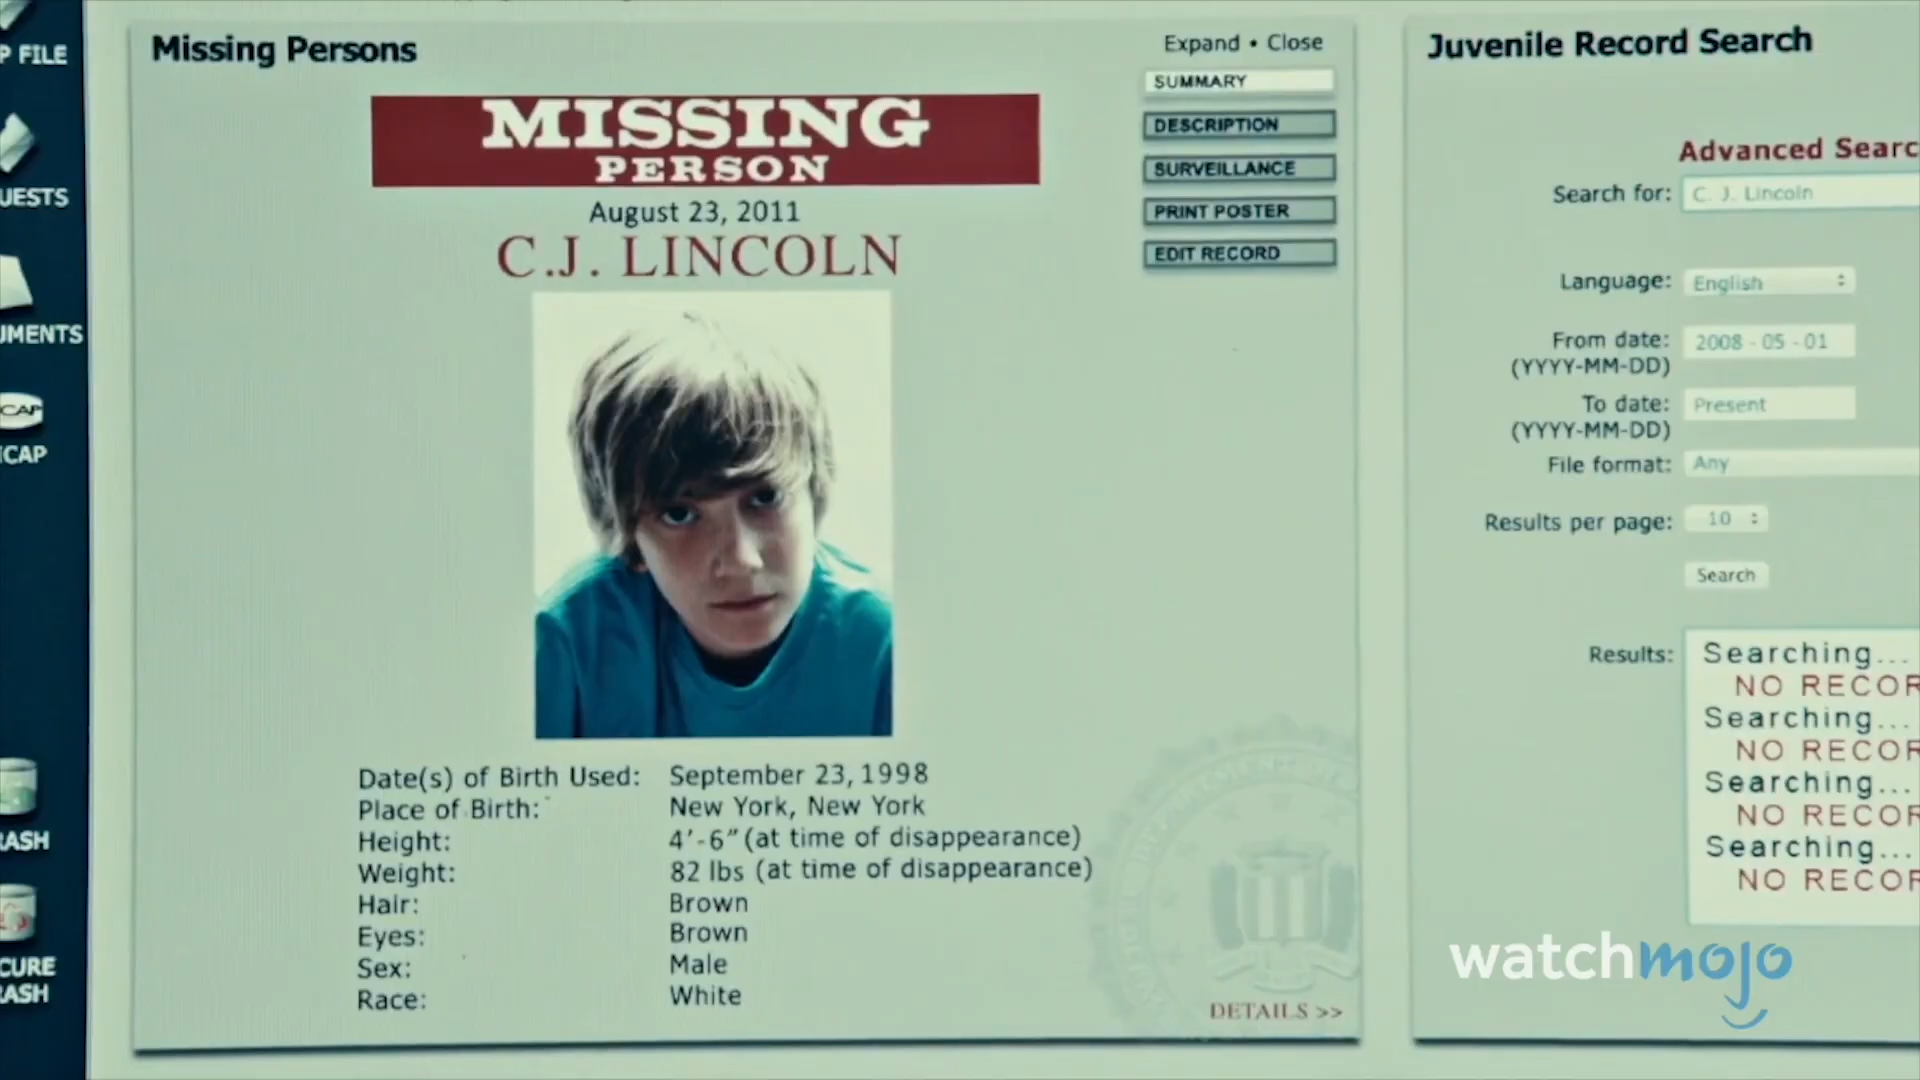 P FILE
UESTS
UMENTS
CAP
ICAP
RASH
CURE
RASH
Missing Persons
Expand • Close
SUMMARY
DESCRIPTION
SURVEILLANCE
PRINT POSTER
EDIT RECORD
MISSING
PERSON
August 23, 2011
C.J. LINCOLN
Date(s) of Birth Used: September 23, 1998
Place of Birth: New York, New York
Height: 4'-6" (at time of disappearance)
Weight: 82 lbs (at time of disappearance)
Hair: Brown
Eyes: Brown
Sex: Male
Race: White
DETAILS >>
Juvenile Record Search
Advanced Searc
Search for: C. J. Lincoln
Language: English
From date: 2008 - 05 - 01
(YYYY-MM-DD)
To date: Present
(YYYY-MM-DD)
File format: Any
Results per page: 10
Search
Results: Searching...
NO RECOR
Searching...
NO RECOR
Searching...
NO RECOR
Searching...
NO RECOR
watchmojo